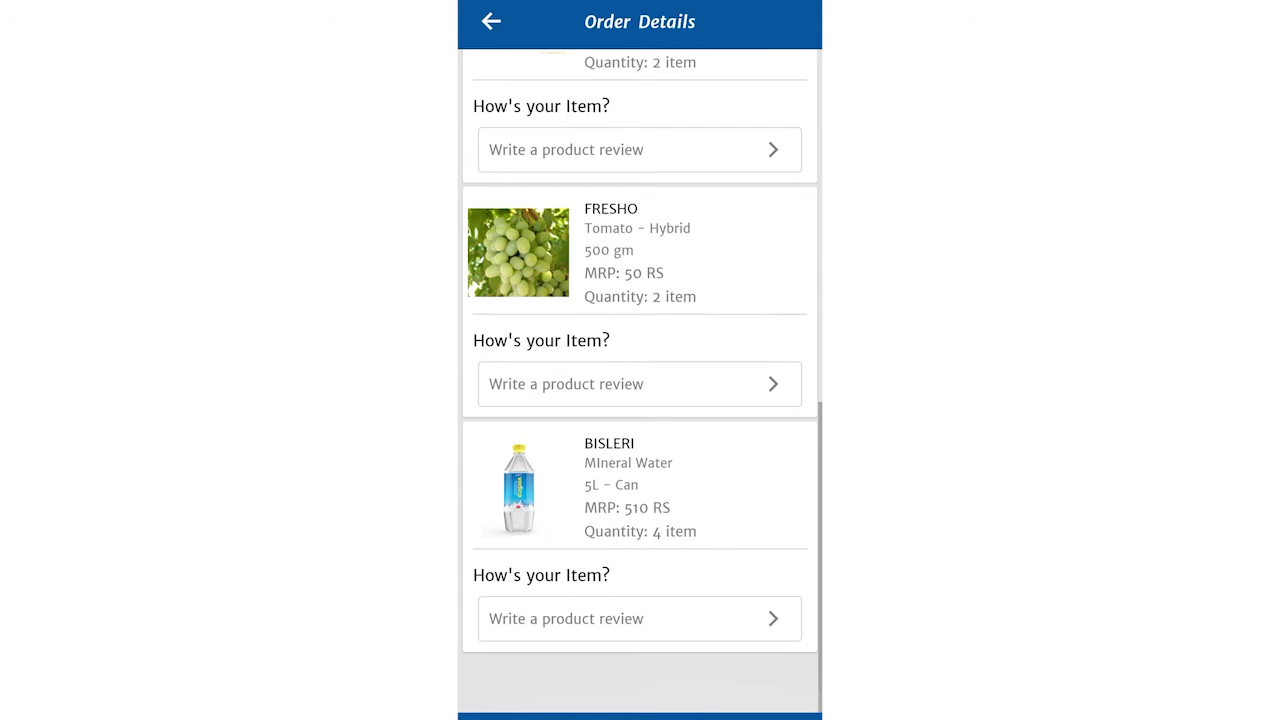 Order Details
Quantity: 2 item
How's your Item?
Write a product review
FRESHO
Tomato - Hybrid
500 gm
MRP: 50 RS
Quantity: 2 item
How's your Item?
Write a product review
BISLERI
MIneral Water
5L - Can
MRP: 510 RS
Quantity: 4 item
How's your Item?
Write a product review